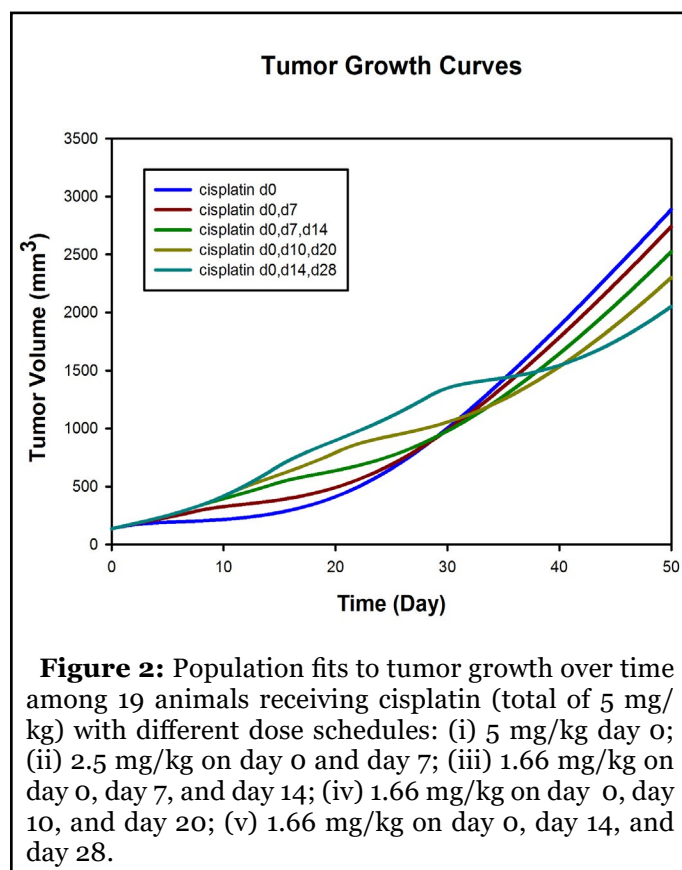 Tumor Growth Curves
3500
3000
2500
2000
1500
1000
500
0
Tumor Volume (mm³)
cisplatin d0
cisplatin d0,d7
cisplatin d0,d7,d14
cisplatin d0,d10,d20
cisplatin d0,d14,d28
0 10 20 30 40 50
Time (Day)
Figure 2: Population fits to tumor growth over time
among 19 animals receiving cisplatin (total of 5 mg/
kg) with different dose schedules: (i) 5 mg/kg day 0;
(ii) 2.5 mg/kg on day 0 and day 7; (iii) 1.66 mg/kg on
day 0, day 7, and day 14; (iv) 1.66 mg/kg on day 0, day
10, and day 20; (v) 1.66 mg/kg on day 0, day 14, and
day 28.